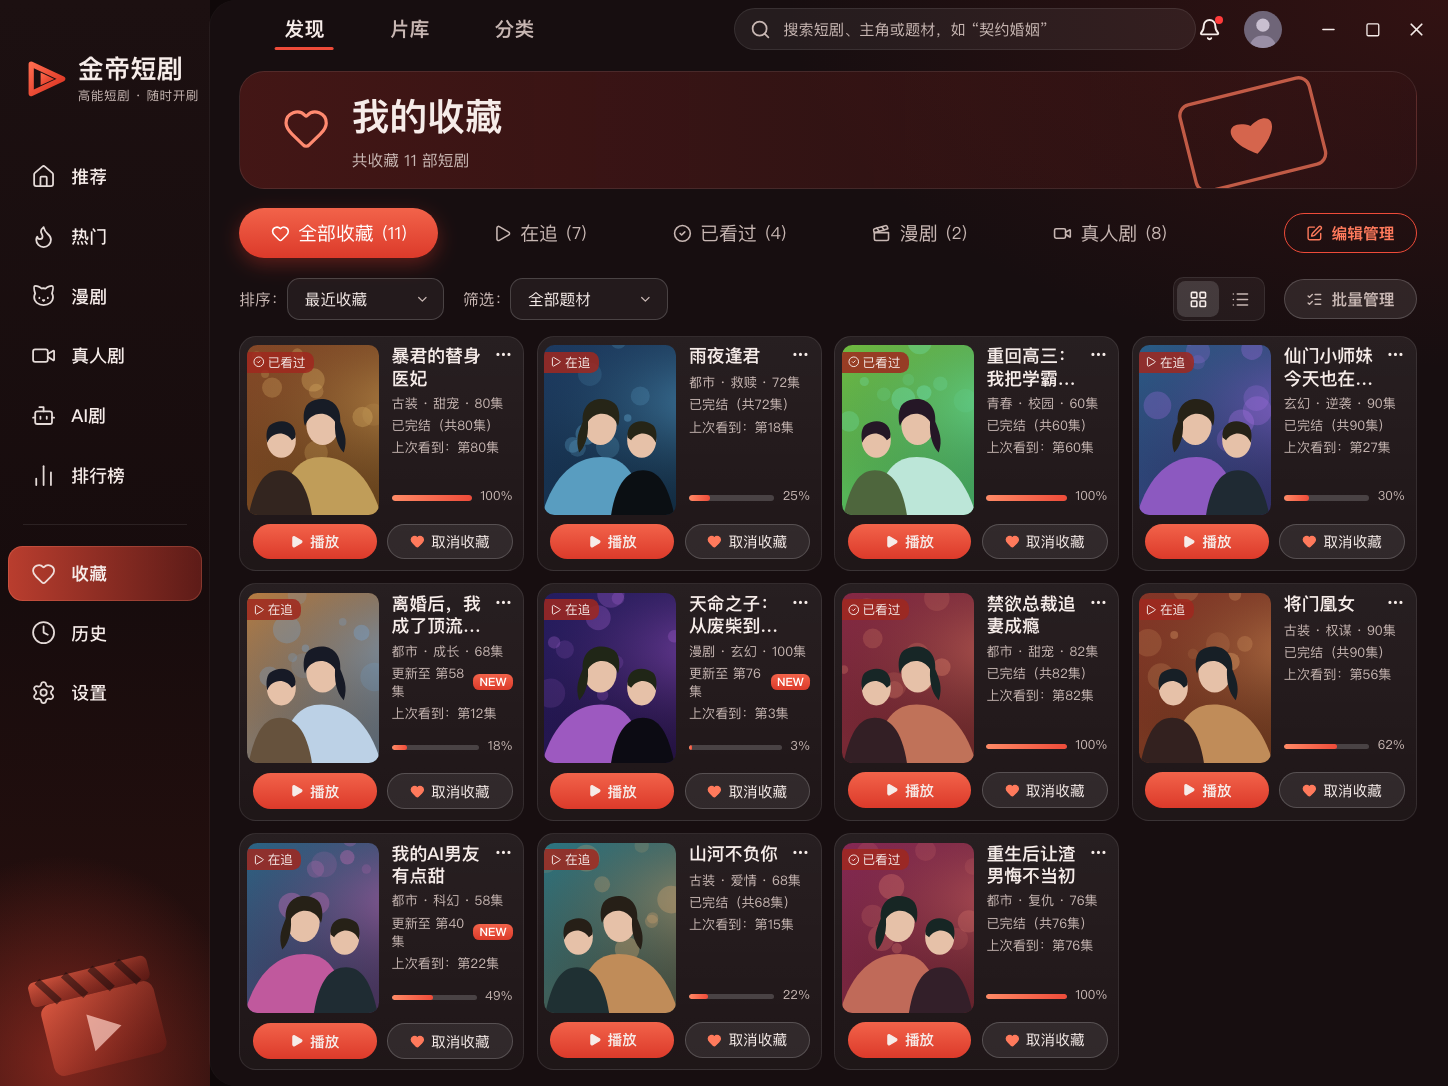 金帝短剧
高能短剧 · 随时开刷
推荐
热门
漫剧
真人剧
AI剧
排行榜
收藏
历史
设置
发现
片库
分类
搜索短剧、主角或题材，如 “契约婚姻”
我的收藏
共收藏 11 部短剧
全部收藏 (11)
在追 (7)
已看过 (4)
漫剧 (2)
真人剧 (8)
编辑管理
排序：
最近收藏
筛选：
全部题材
批量管理
已看过
暴君的替身
医妃
古装 · 甜宠 · 80集
已完结（共80集）
上次看到：第80集
100%
播放
取消收藏
在追
雨夜逢君
都市 · 救赎 · 72集
已完结（共72集）
上次看到：第18集
25%
播放
取消收藏
已看过
重回高三：
我把学霸...
青春 · 校园 · 60集
已完结（共60集）
上次看到：第60集
100%
播放
取消收藏
在追
仙门小师妹
今天也在...
玄幻 · 逆袭 · 90集
已完结（共90集）
上次看到：第27集
30%
播放
取消收藏
在追
离婚后，我
成了顶流...
都市 · 成长 · 68集
更新至 第58
集
NEW
上次看到：第12集
18%
播放
取消收藏
在追
天命之子：
从废柴到...
漫剧 · 玄幻 · 100集
更新至 第76
集
NEW
上次看到：第3集
3%
播放
取消收藏
已看过
禁欲总裁追
妻成瘾
都市 · 甜宠 · 82集
已完结（共82集）
上次看到：第82集
100%
播放
取消收藏
在追
将门凰女
古装 · 权谋 · 90集
已完结（共90集）
上次看到：第56集
62%
播放
取消收藏
在追
我的AI男友
有点甜
都市 · 科幻 · 58集
更新至 第40
集
NEW
上次看到：第22集
49%
播放
取消收藏
在追
山河不负你
古装 · 爱情 · 68集
已完结（共68集）
上次看到：第15集
22%
播放
取消收藏
已看过
重生后让渣
男悔不当初
都市 · 复仇 · 76集
已完结（共76集）
上次看到：第76集
100%
播放
取消收藏